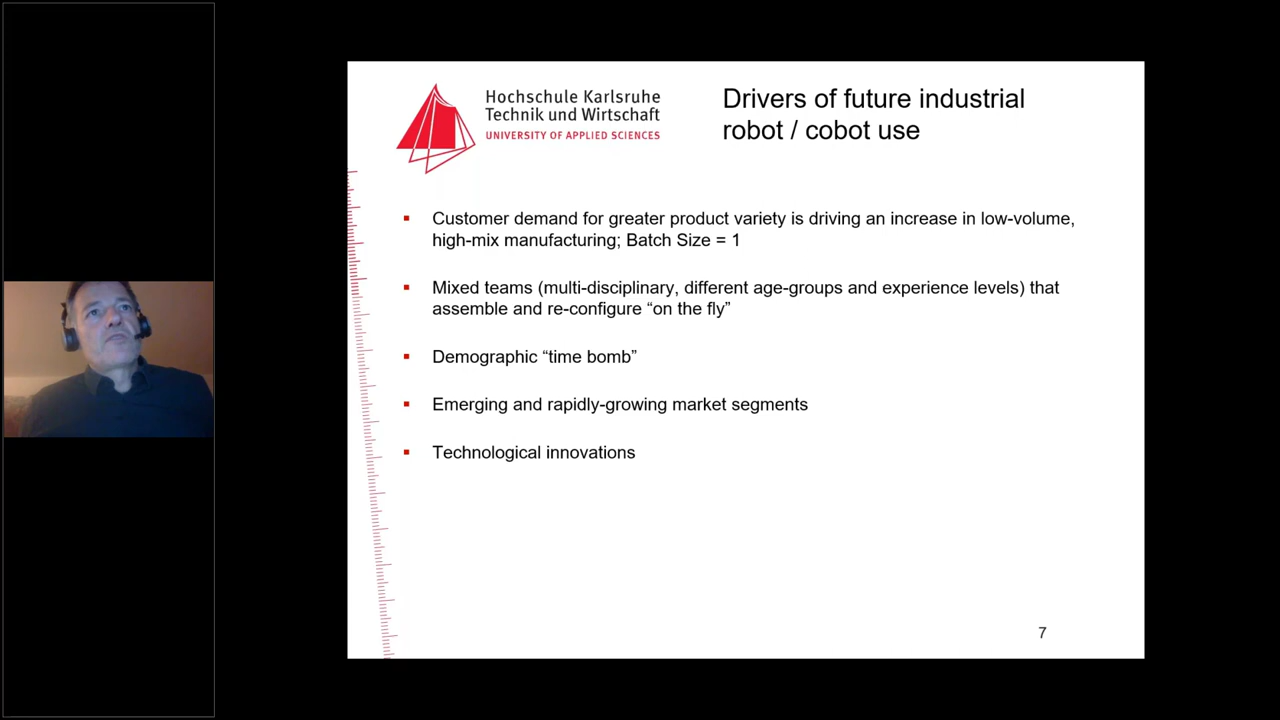 Hochschule Karlsruhe
Technik und Wirtschaft
UNIVERSITY OF APPLIED SCIENCES
Drivers of future industrial
robot / cobot use
Customer demand for greater product variety is driving an increase in low-volume,
high-mix manufacturing; Batch Size = 1
Mixed teams (multi-disciplinary, different age-groups and experience levels) that
assemble and re-configure “on the fly”
Demographic “time bomb”
Emerging and rapidly-growing market segments
Technological innovations
7